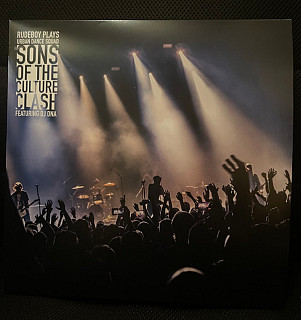 RUDEBOY PLAYS
URBAN DANCE SQUAD
SONS
OF THE
CULTURE
CLASH
FEATURING DJ DNA